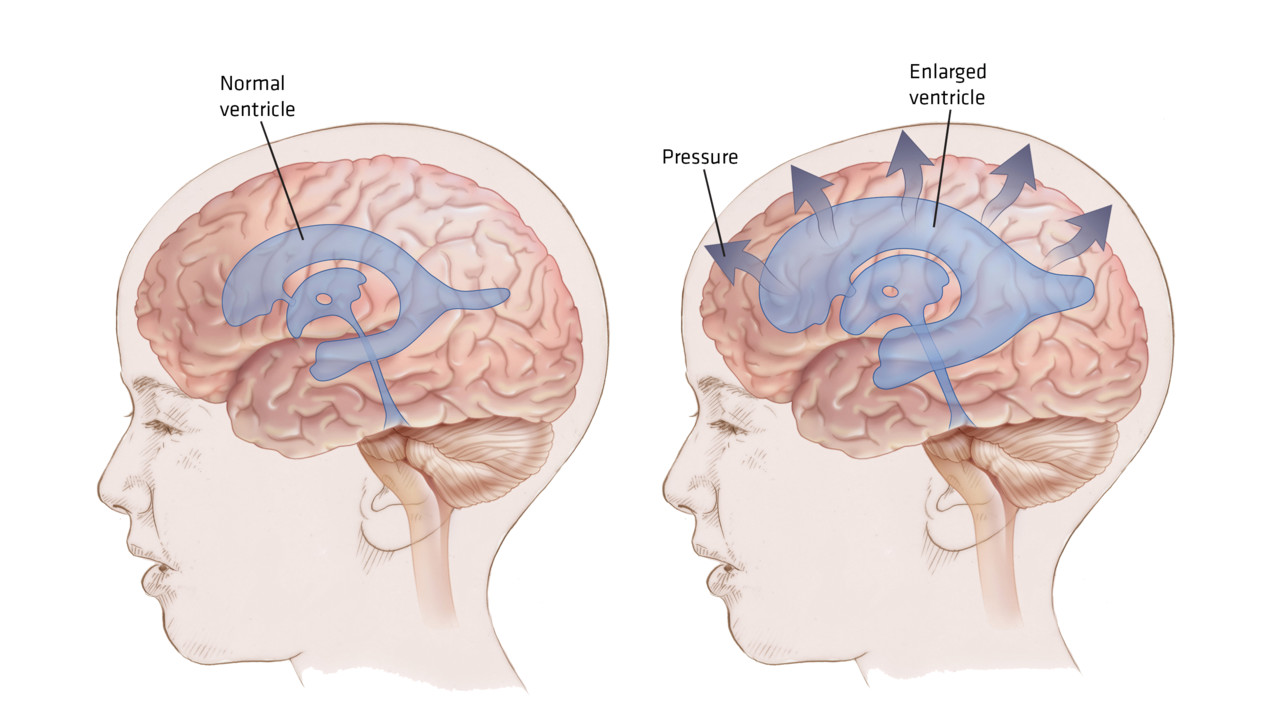 Normal
ventricle
Enlarged
ventricle
Pressure